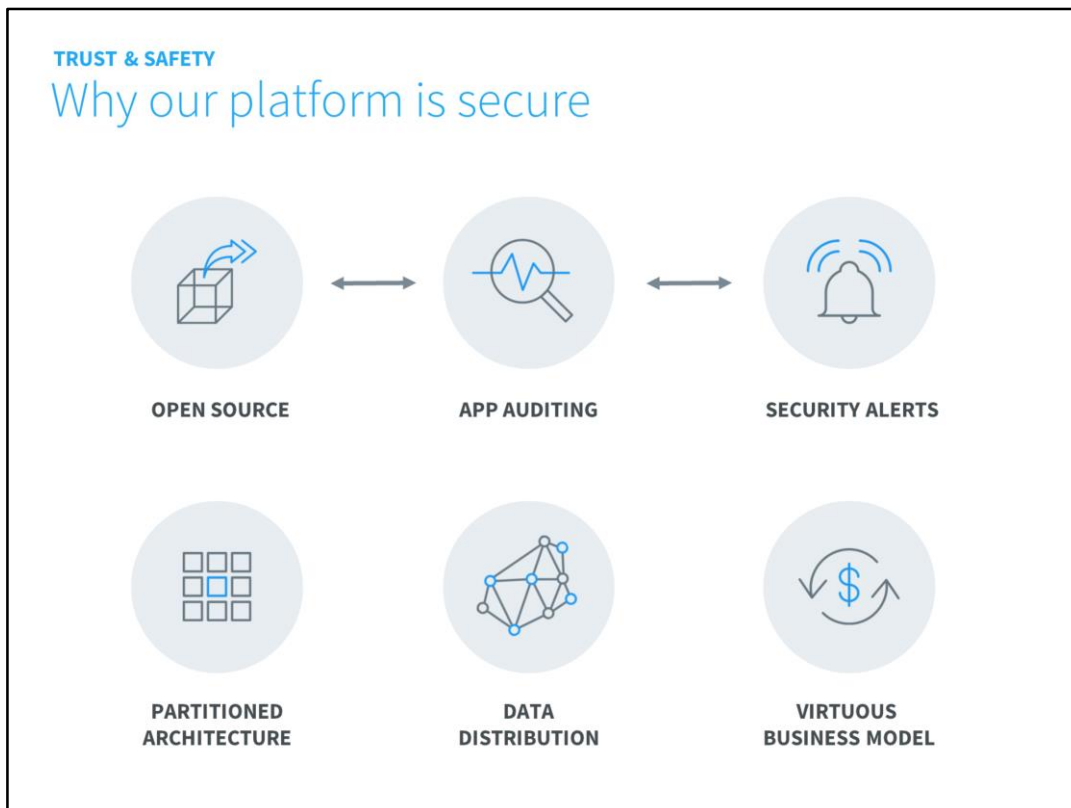 TRUST & SAFETY
Why our platform is secure
OPEN SOURCE
APP AUDITING
SECURITY ALERTS
PARTITIONED
ARCHITECTURE
DATA
DISTRIBUTION
$
VIRTUOUS
BUSINESS MODEL